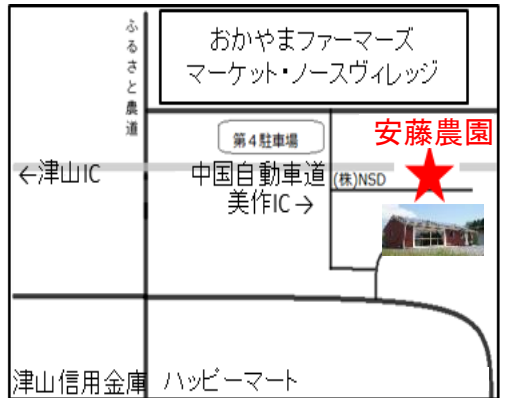 ふるさと農道
おかやまファーマーズ
マーケット・ノースヴィレッジ
第4駐車場
安藤農園
←津山IC
中国自動車道
美作IC→
(株)NSD
津山信用金庫
ハッピーマート